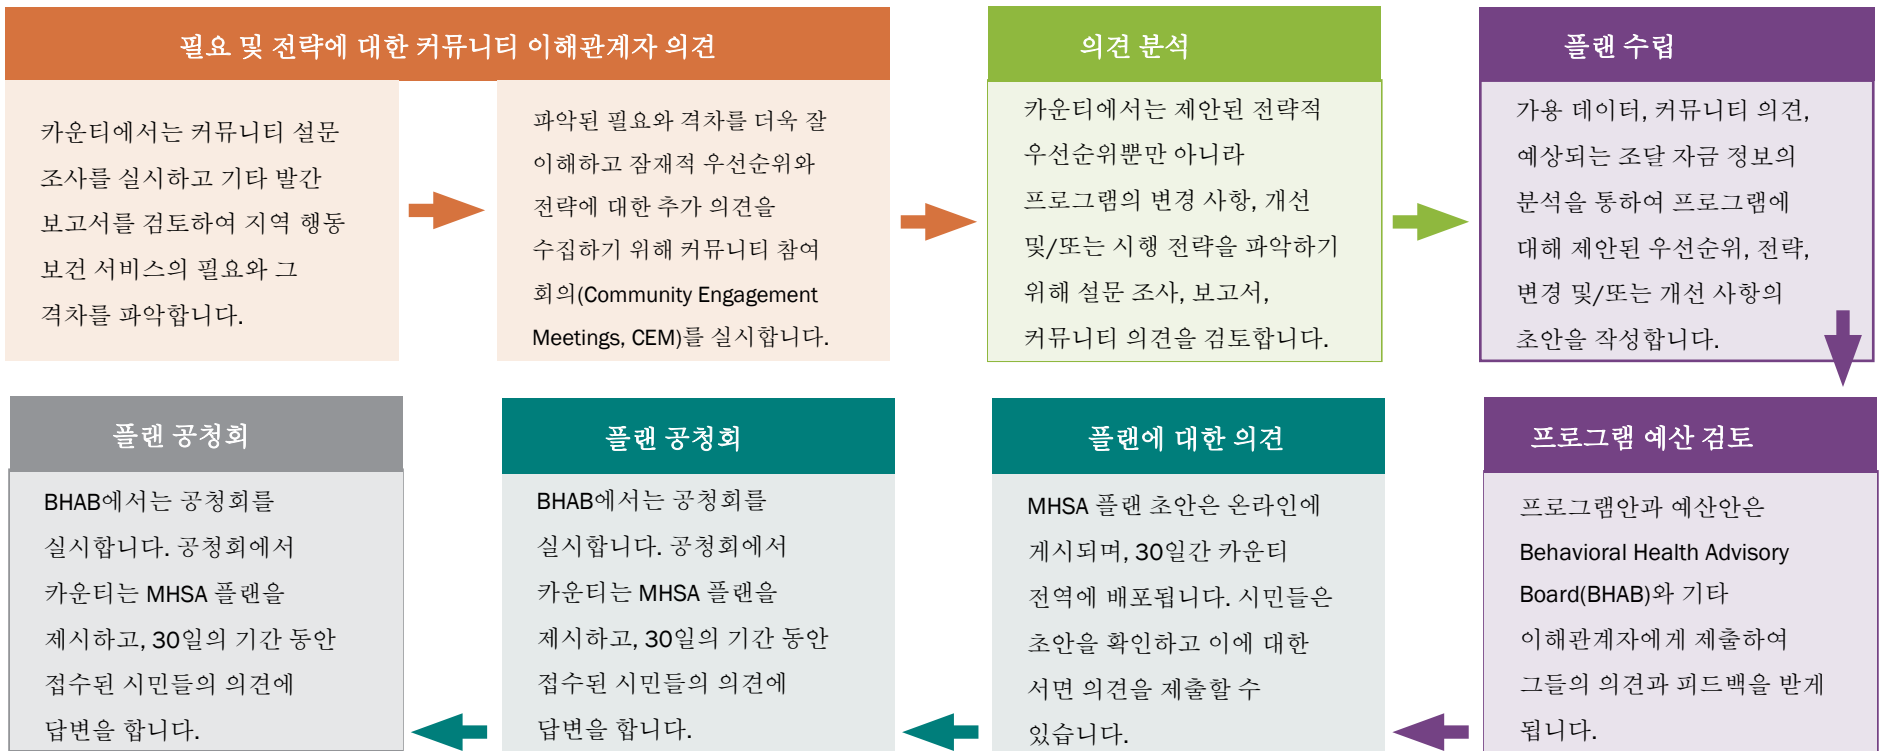 필요 및 전략에 대한 커뮤니티 이해관계자 의견
카운티에서는 커뮤니티 설문
조사를 실시하고 기타 발간
보고서를 검토하여 지역 행동
보건 서비스의 필요와 그
격차를 파악합니다.
파악된 필요와 격차를 더욱 잘
이해하고 잠재적 우선순위와
전략에 대한 추가 의견을
수집하기 위해 커뮤니티 참여
회의(Community Engagement
Meetings, CEM)를 실시합니다.
의견 분석
카운티에서는 제안된 전략적
우선순위뿐만 아니라
프로그램의 변경 사항, 개선
및/또는 시행 전략을 파악하기
위해 설문 조사, 보고서,
커뮤니티 의견을 검토합니다.
플랜 수립
가용 데이터, 커뮤니티 의견,
예상되는 조달 자금 정보의
분석을 통하여 프로그램에
대해 제안된 우선순위, 전략,
변경 및/또는 개선 사항의
초안을 작성합니다.
프로그램 예산 검토
프로그램안과 예산안은
Behavioral Health Advisory
Board(BHAB)와 기타
이해관계자에게 제출하여
그들의 의견과 피드백을 받게
됩니다.
플랜에 대한 의견
MHSA 플랜 초안은 온라인에
게시되며, 30일간 카운티
전역에 배포됩니다. 시민들은
초안을 확인하고 이에 대한
서면 의견을 제출할 수
있습니다.
플랜 공청회
BHAB에서는 공청회를
실시합니다. 공청회에서
카운티는 MHSA 플랜을
제시하고, 30일의 기간 동안
접수된 시민들의 의견에
답변을 합니다.
플랜 공청회
BHAB에서는 공청회를
실시합니다. 공청회에서
카운티는 MHSA 플랜을
제시하고, 30일의 기간 동안
접수된 시민들의 의견에
답변을 합니다.